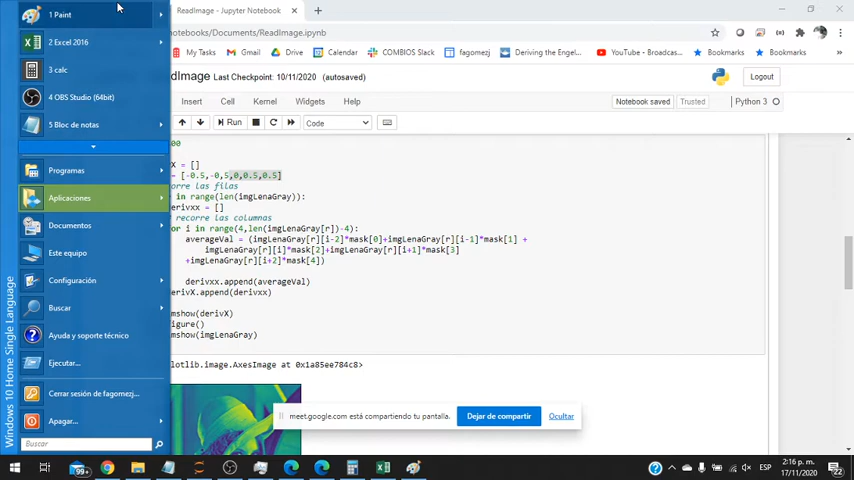 1 Paint
2 Excel 2016
3 calc
4 OBS Studio (64bit)
5 Bloc de notas
Programas
Aplicaciones
Documentos
Este equipo
Configuración
Buscar
Ayuda y soporte técnico
Ejecutar...
Cerrar sesión de fagomezj...
Apagar...
Buscar
Windows 10 Home Single Language
ReadImage - Jupyter Notebook
notebooks/Documents/ReadImage.ipynb
My Tasks
Gmail
Drive
COMBIOS Slack
fagomezj
Deriving the Engel...
YouTube - Broadcas...
Bookmarks
Bookmarks
»
eadImage Last Checkpoint: 10/11/2020 (autosaved)
Logout
Insert
Cell
Kernel
Widgets
Help
Notebook saved
Trusted
Python 3
Run
Code
00
X = []
= [-0.5,-0,5,0,0.5,0.5]
orre las filas
in range(len(imgLenaGray)):
derivxx = []
recorre las columnas
for i in range(4,len(imgLenaGray[r])-4):
averageVal = (imgLenaGray[r][i-2]*mask[0]+imgLenaGray[r][i-1]*mask[1] +
imgLenaGray[r][i]*mask[2]+imgLenaGray[r][i+1]*mask[3]
+imgLenaGray[r][i+2]*mask[4])
derivxx.append(averageVal)
derivX.append(derivxx)
mshow(derivX)
igure()
mshow(imgLenaGray)
plotlib.image.AxesImage at 0x1a85ee784c8>
meet.google.com está compartiendo tu pantalla.
Dejar de compartir
Ocultar
99+
ESP
2:16 p. m.
17/11/2020
22